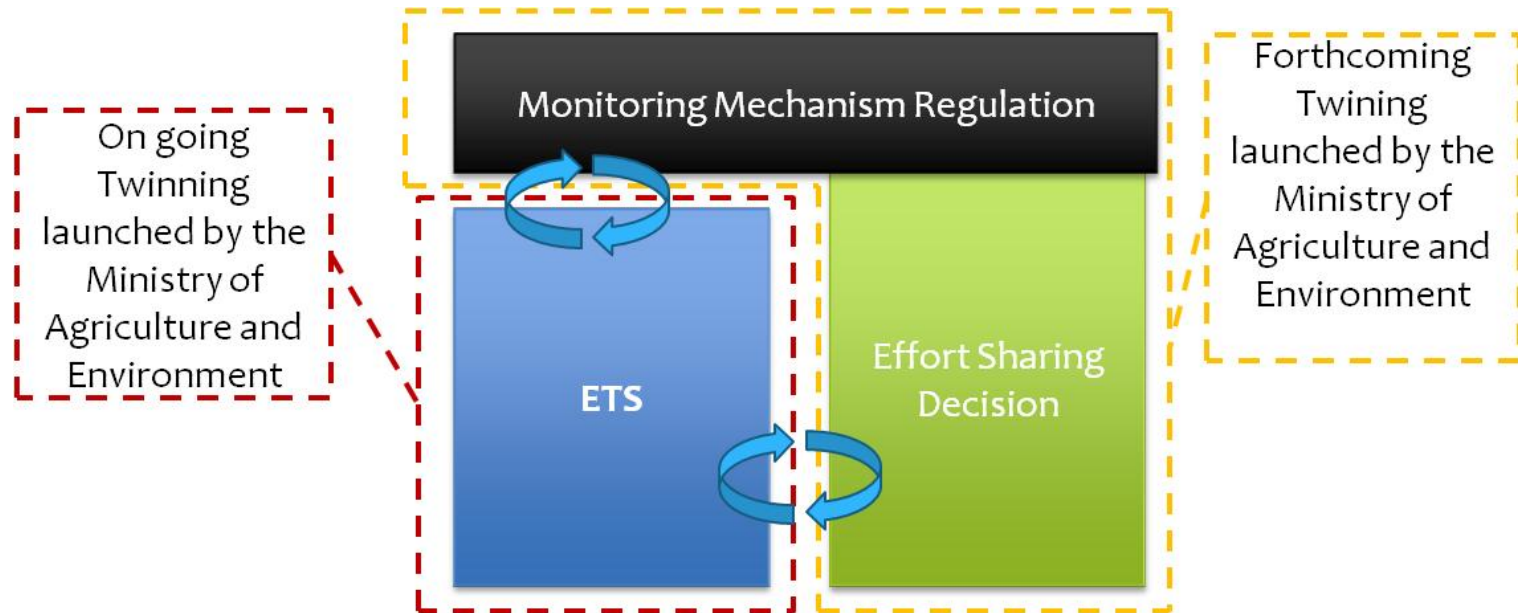 On going
Twinning
launched by the
Ministry of
Agriculture and
Environment
Monitoring Mechanism Regulation
ETS
Effort Sharing
Decision
Forthcoming
Twining
launched by the
Ministry of
Agriculture and
Environment